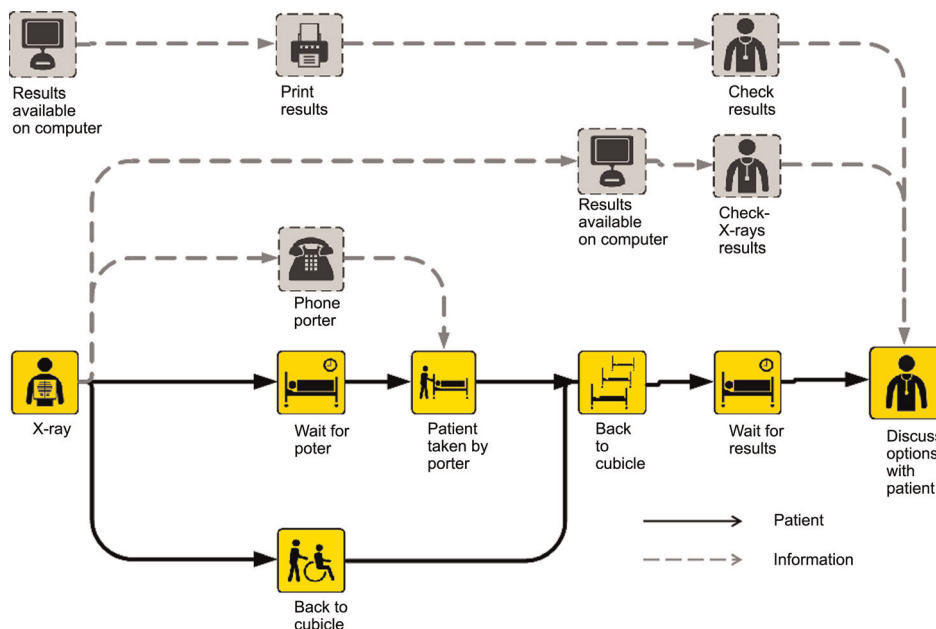 Results
available
on computer
Print
results
Check
results
Results
available
on computer
Check-
X-rays
results
Phone
porter
X-ray
Wait for
poter
Patient
taken by
porter
Back
to
cubicle
Wait for
results
Discuss
options
with
patient
Back to
cubicle
Patient
Information